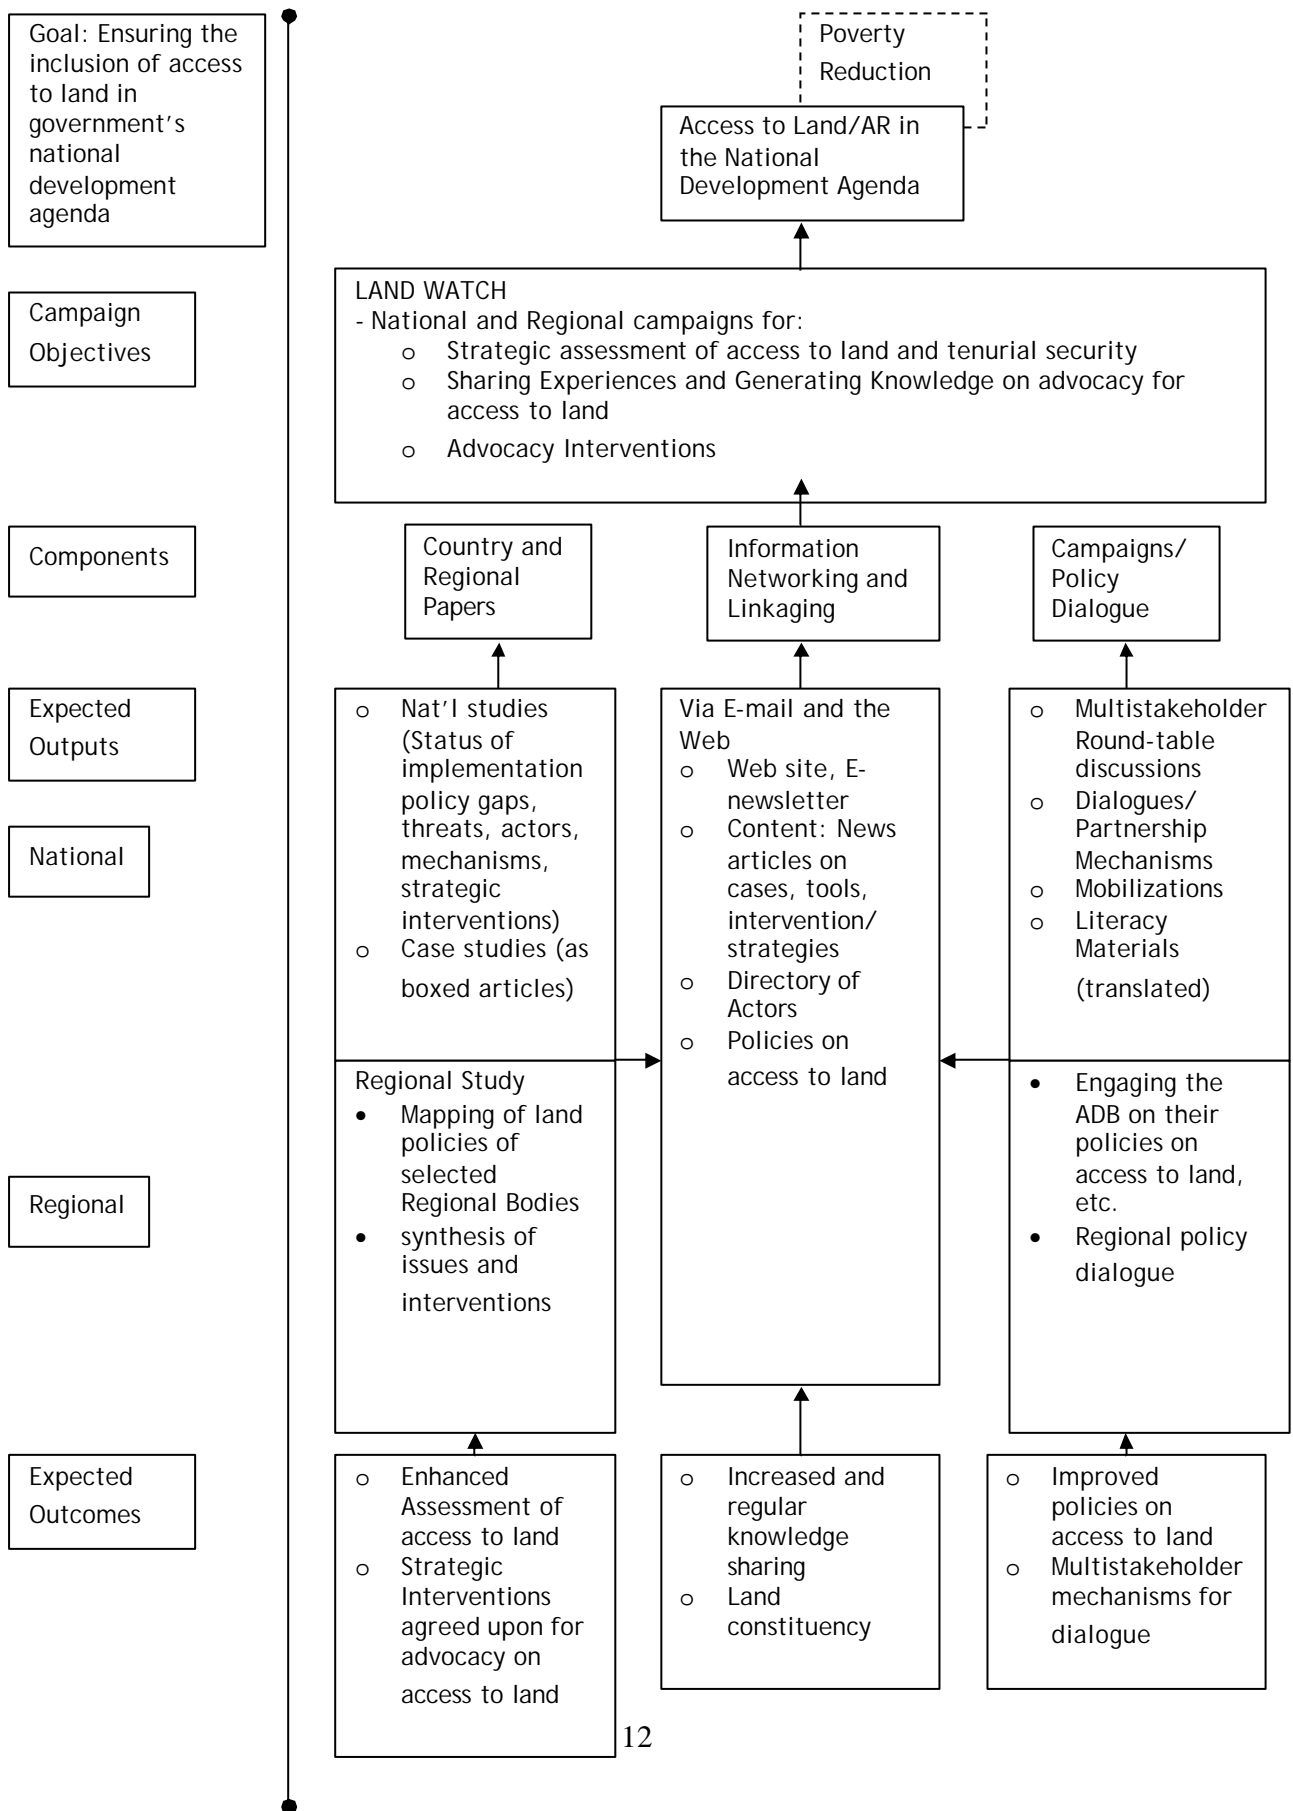 Goal: Ensuring the
inclusion of access
to land in
government's
national
development
agenda
Poverty
Reduction
Access to Land/AR in
the National
Development Agenda
Campaign
Objectives
LAND WATCH
- National and Regional campaigns for:
o Strategic assessment of access to land and tenurial security
o Sharing Experiences and Generating Knowledge on advocacy for
access to land
o Advocacy Interventions
Components
Country and
Regional
Papers
Information
Networking and
Linkaging
Campaigns/
Policy
Dialogue
Expected
Outputs
National
o Nat'l studies
(Status of
implementation
policy gaps,
threats, actors,
mechanisms,
strategic
interventions)
o Case studies (as
boxed articles)
Via E-mail and the
Web
o Web site, E-
newsletter
o Content: News
articles on
cases, tools,
intervention/
strategies
o Directory of
Actors
o Policies on
access to land
o Multistakeholder
Round-table
discussions
o Dialogues/
Partnership
Mechanisms
o Mobilizations
o Literacy
Materials
(translated)
Regional
Regional Study
• Mapping of land
policies of
selected
Regional Bodies
• synthesis of
issues and
interventions
• Engaging the
ADB on their
policies on
access to land,
etc.
• Regional policy
dialogue
Expected
Outcomes
o Enhanced
Assessment of
access to land
o Strategic
Interventions
agreed upon for
advocacy on
access to land
o Increased and
regular
knowledge
sharing
o Land
constituency
o Improved
policies on
access to land
o Multistakeholder
mechanisms for
dialogue
12